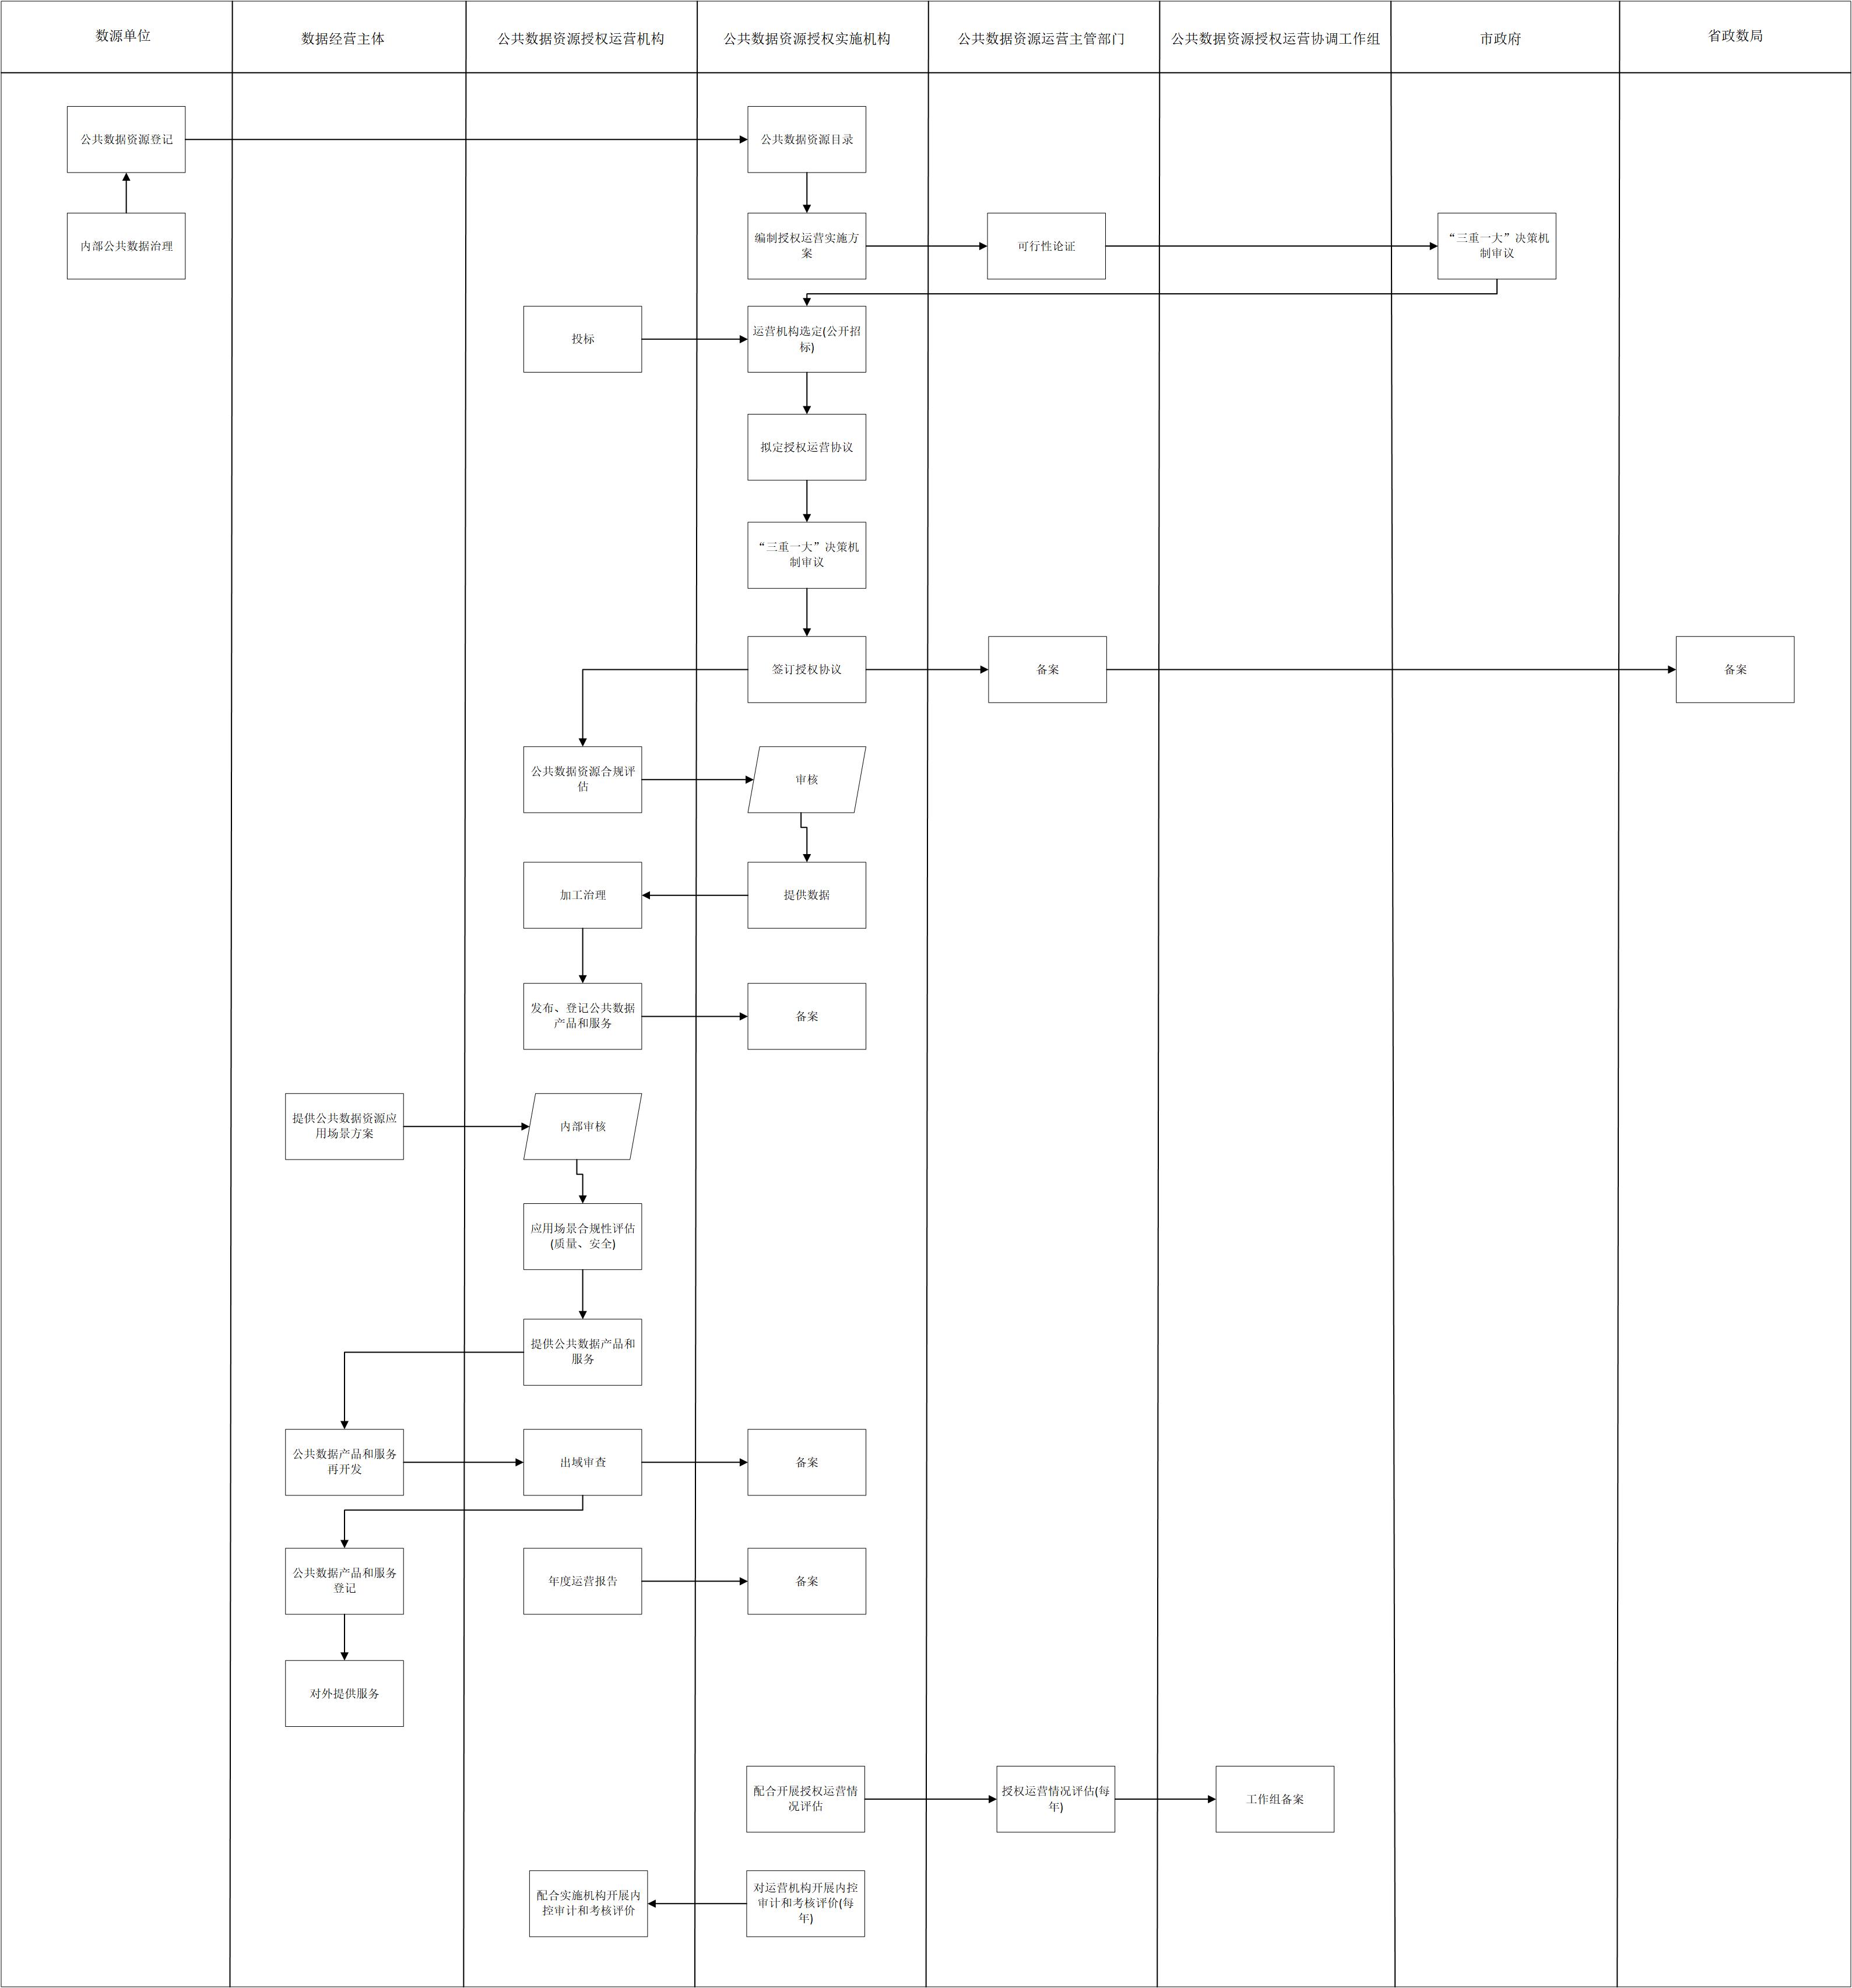 数源单位
数据经营主体
公共数据资源授权运营机构
公共数据资源授权实施机构
公共数据资源运营主管部门
公共数据资源授权运营协调工作组
市政府
省政数局
公共数据资源登记
公共数据资源目录
内部公共数据治理
编制授权运营实施方
案
可行性论证
“三重一大”决策机
制审议
投标
运营机构选定(公开招
标)
拟定授权运营协议
“三重一大”决策机
制审议
签订授权协议
备案
备案
公共数据资源合规评
估
审核
加工治理
提供数据
发布、登记公共数据
产品和服务
备案
提供公共数据资源应
用场景方案
内部审核
应用场景合规性评估
(质量、安全)
提供公共数据产品和
服务
公共数据产品和服务
再开发
出域审查
备案
公共数据产品和服务
登记
年度运营报告
备案
对外提供服务
配合开展授权运营情
况评估
授权运营情况评估(每
年)
工作组备案
配合实施机构开展内
控审计和考核评价
对运营机构开展内控
审计和考核评价(每
年)